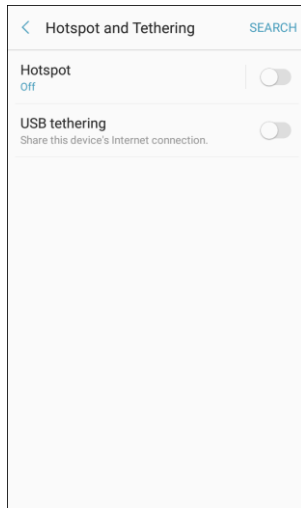 Hotspot and Tethering SEARCH
Hotspot
Off
USB tethering
Share this device's Internet connection.